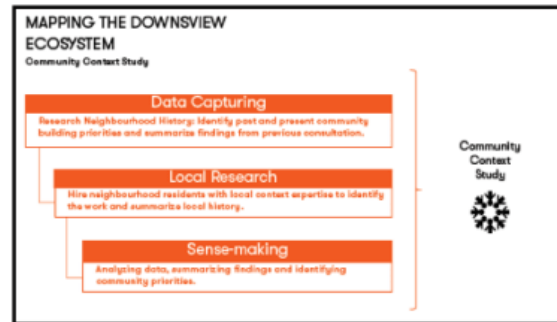 MAPPING THE DOWNSVIEW
ECOSYSTEM
Community Context Study
Data Capturing
Research Neighbourhood History: Identify past and present community
building priorities and summarize findings from previous consultation.
Local Research
Hire neighbourhood residents with local context expertise to identify
the work and summarize local history.
Sense-making
Analyzing data, summarizing findings and identifying
community priorities.
Community
Context
Study